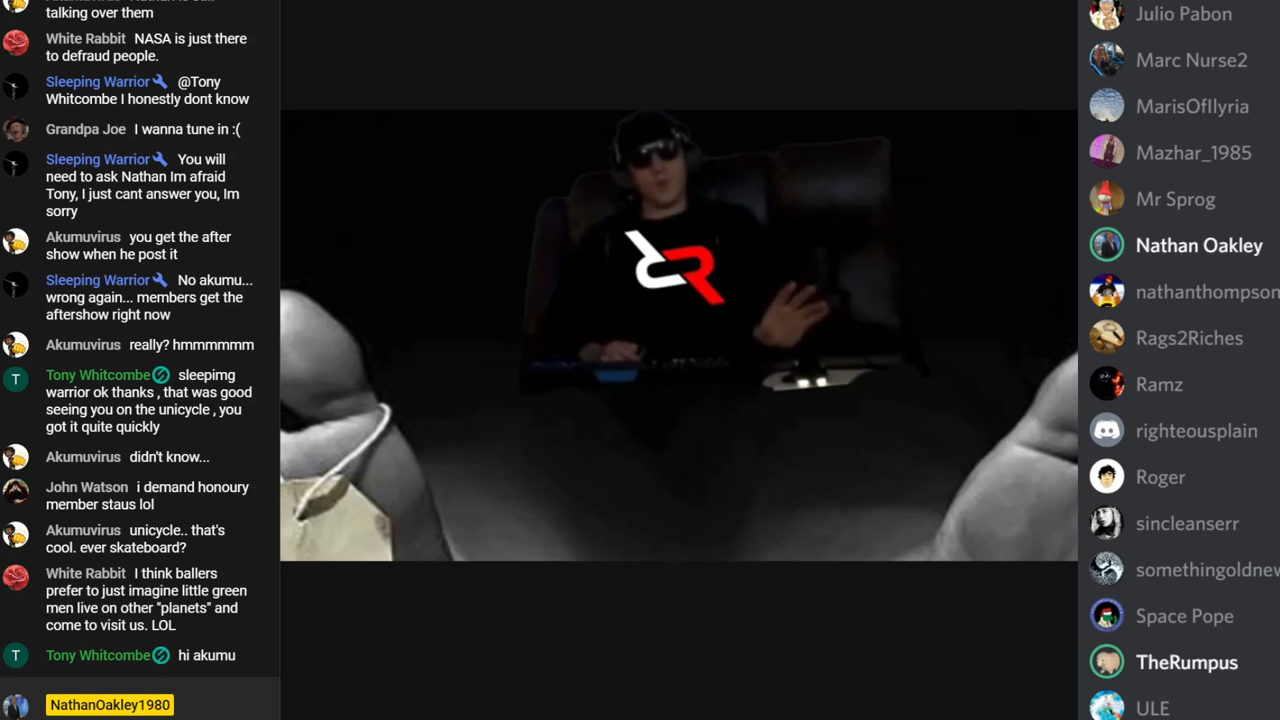 talking over them
White Rabbit NASA is just there
to defraud people.
Sleeping Warrior @Tony
Whitcombe I honestly dont know
Grandpa Joe I wanna tune in :(
Sleeping Warrior You will
need to ask Nathan Im afraid
Tony, I just cant answer you, Im
sorry
Akumuvirus you get the after
show when he post it
Sleeping Warrior No akumu...
wrong again... members get the
aftershow right now
Akumuvirus really? hmmmmmm
T
Tony Whitcombe sleepimg
warrior ok thanks , that was good
seeing you on the unicycle , you
got it quite quickly
Akumuvirus didn't know...
John Watson i demand honoury
member staus lol
Akumuvirus unicycle.. that's
cool. ever skateboard?
White Rabbit I think ballers
prefer to just imagine little green
men live on other "planets" and
come to visit us. LOL
T
Tony Whitcombe hi akumu
NathanOakley1980
R
Julio Pabon
Marc Nurse2
MarisOfIlyria
Mazhar_1985
Mr Sprog
Nathan Oakley
nathanthompson
Rags2Riches
Ramz
righteousplain
Roger
sincleanserr
somethingoldnew
Space Pope
TheRumpus
ULE